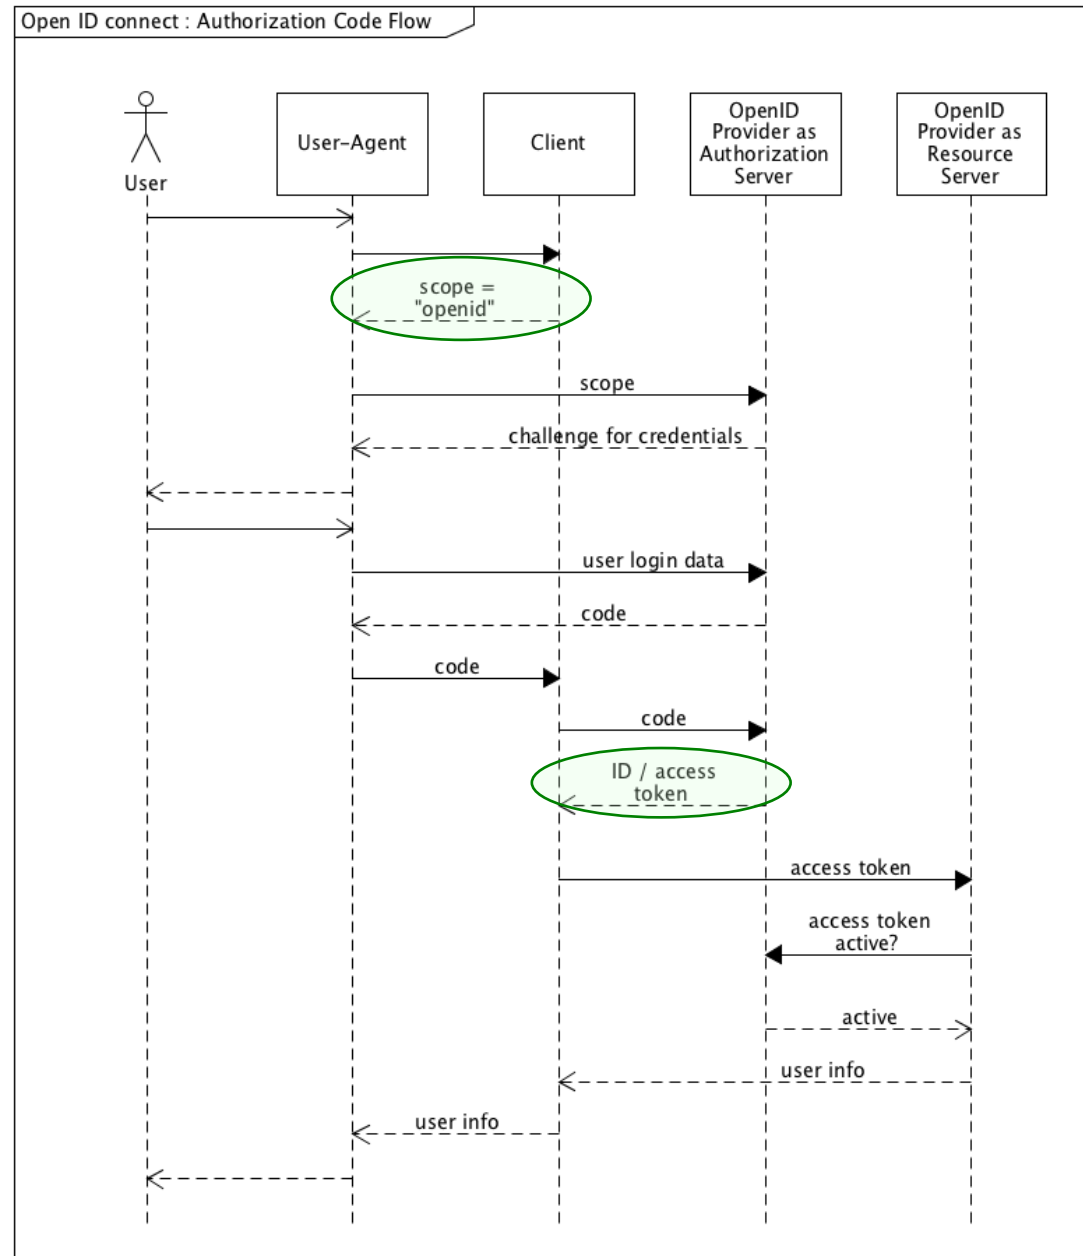 Open ID connect : Authorization Code Flow
User
User-Agent
Client
OpenID
Provider as
Authorization
Server
OpenID
Provider as
Resource
Server
scope =
"openid"
scope
challenge for credentials
user login data
code
code
code
ID / access
token
access token
access token
active?
active
user info
user info